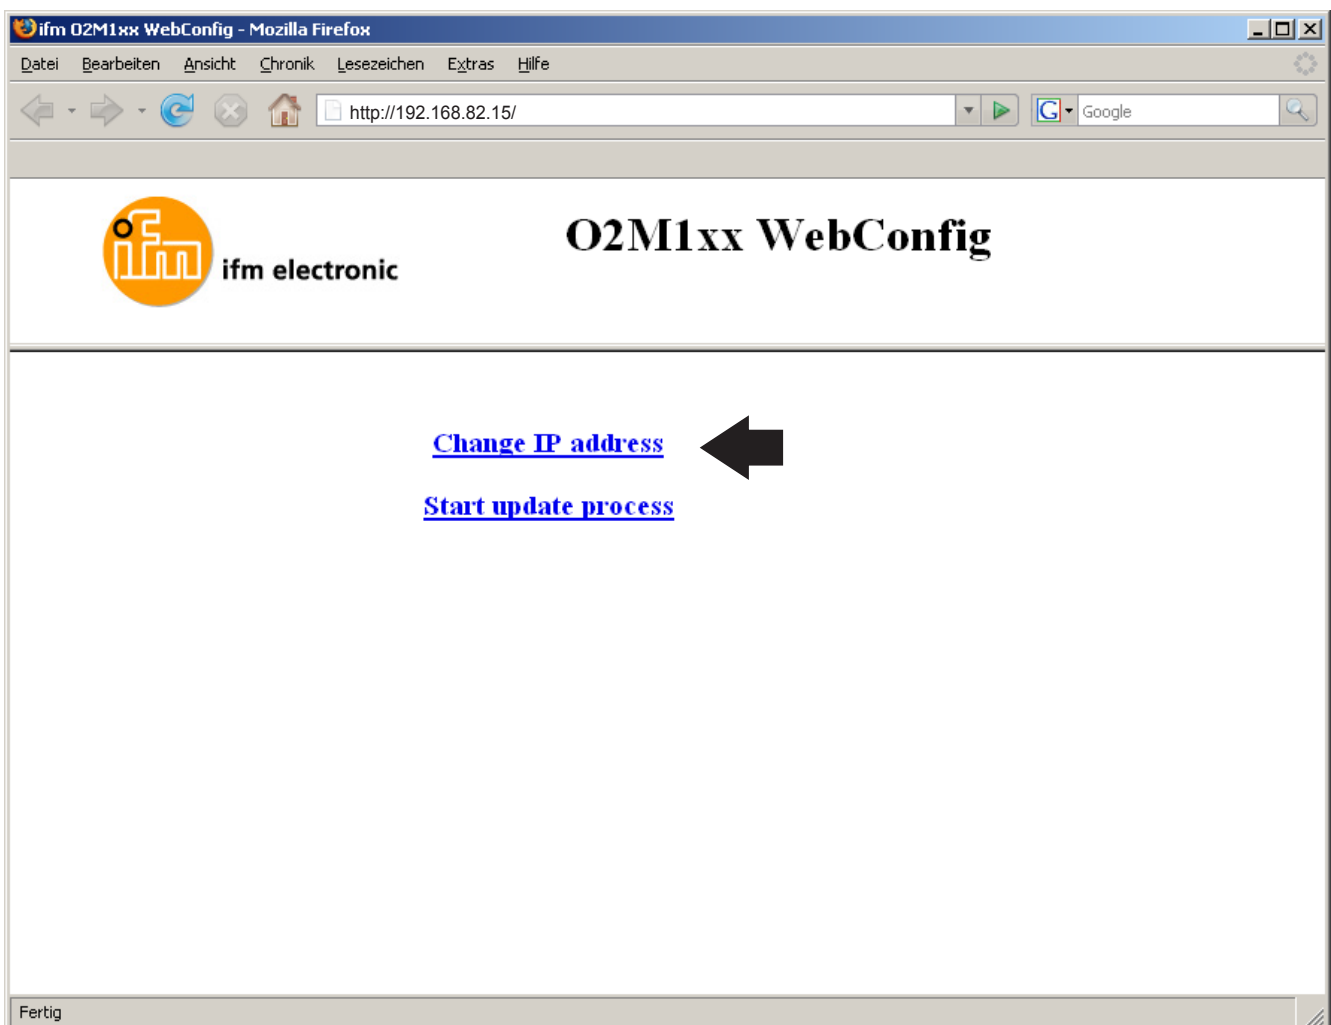 ifm O2M1xx WebConfig - Mozilla Firefox
Datei Bearbeiten Ansicht Chronik Lesezeichen Extras Hilfe
http://192.168.82.15/
G Google
ifm ifm electronic
O2M1xx WebConfig
Change IP address
Start update process
Fertig